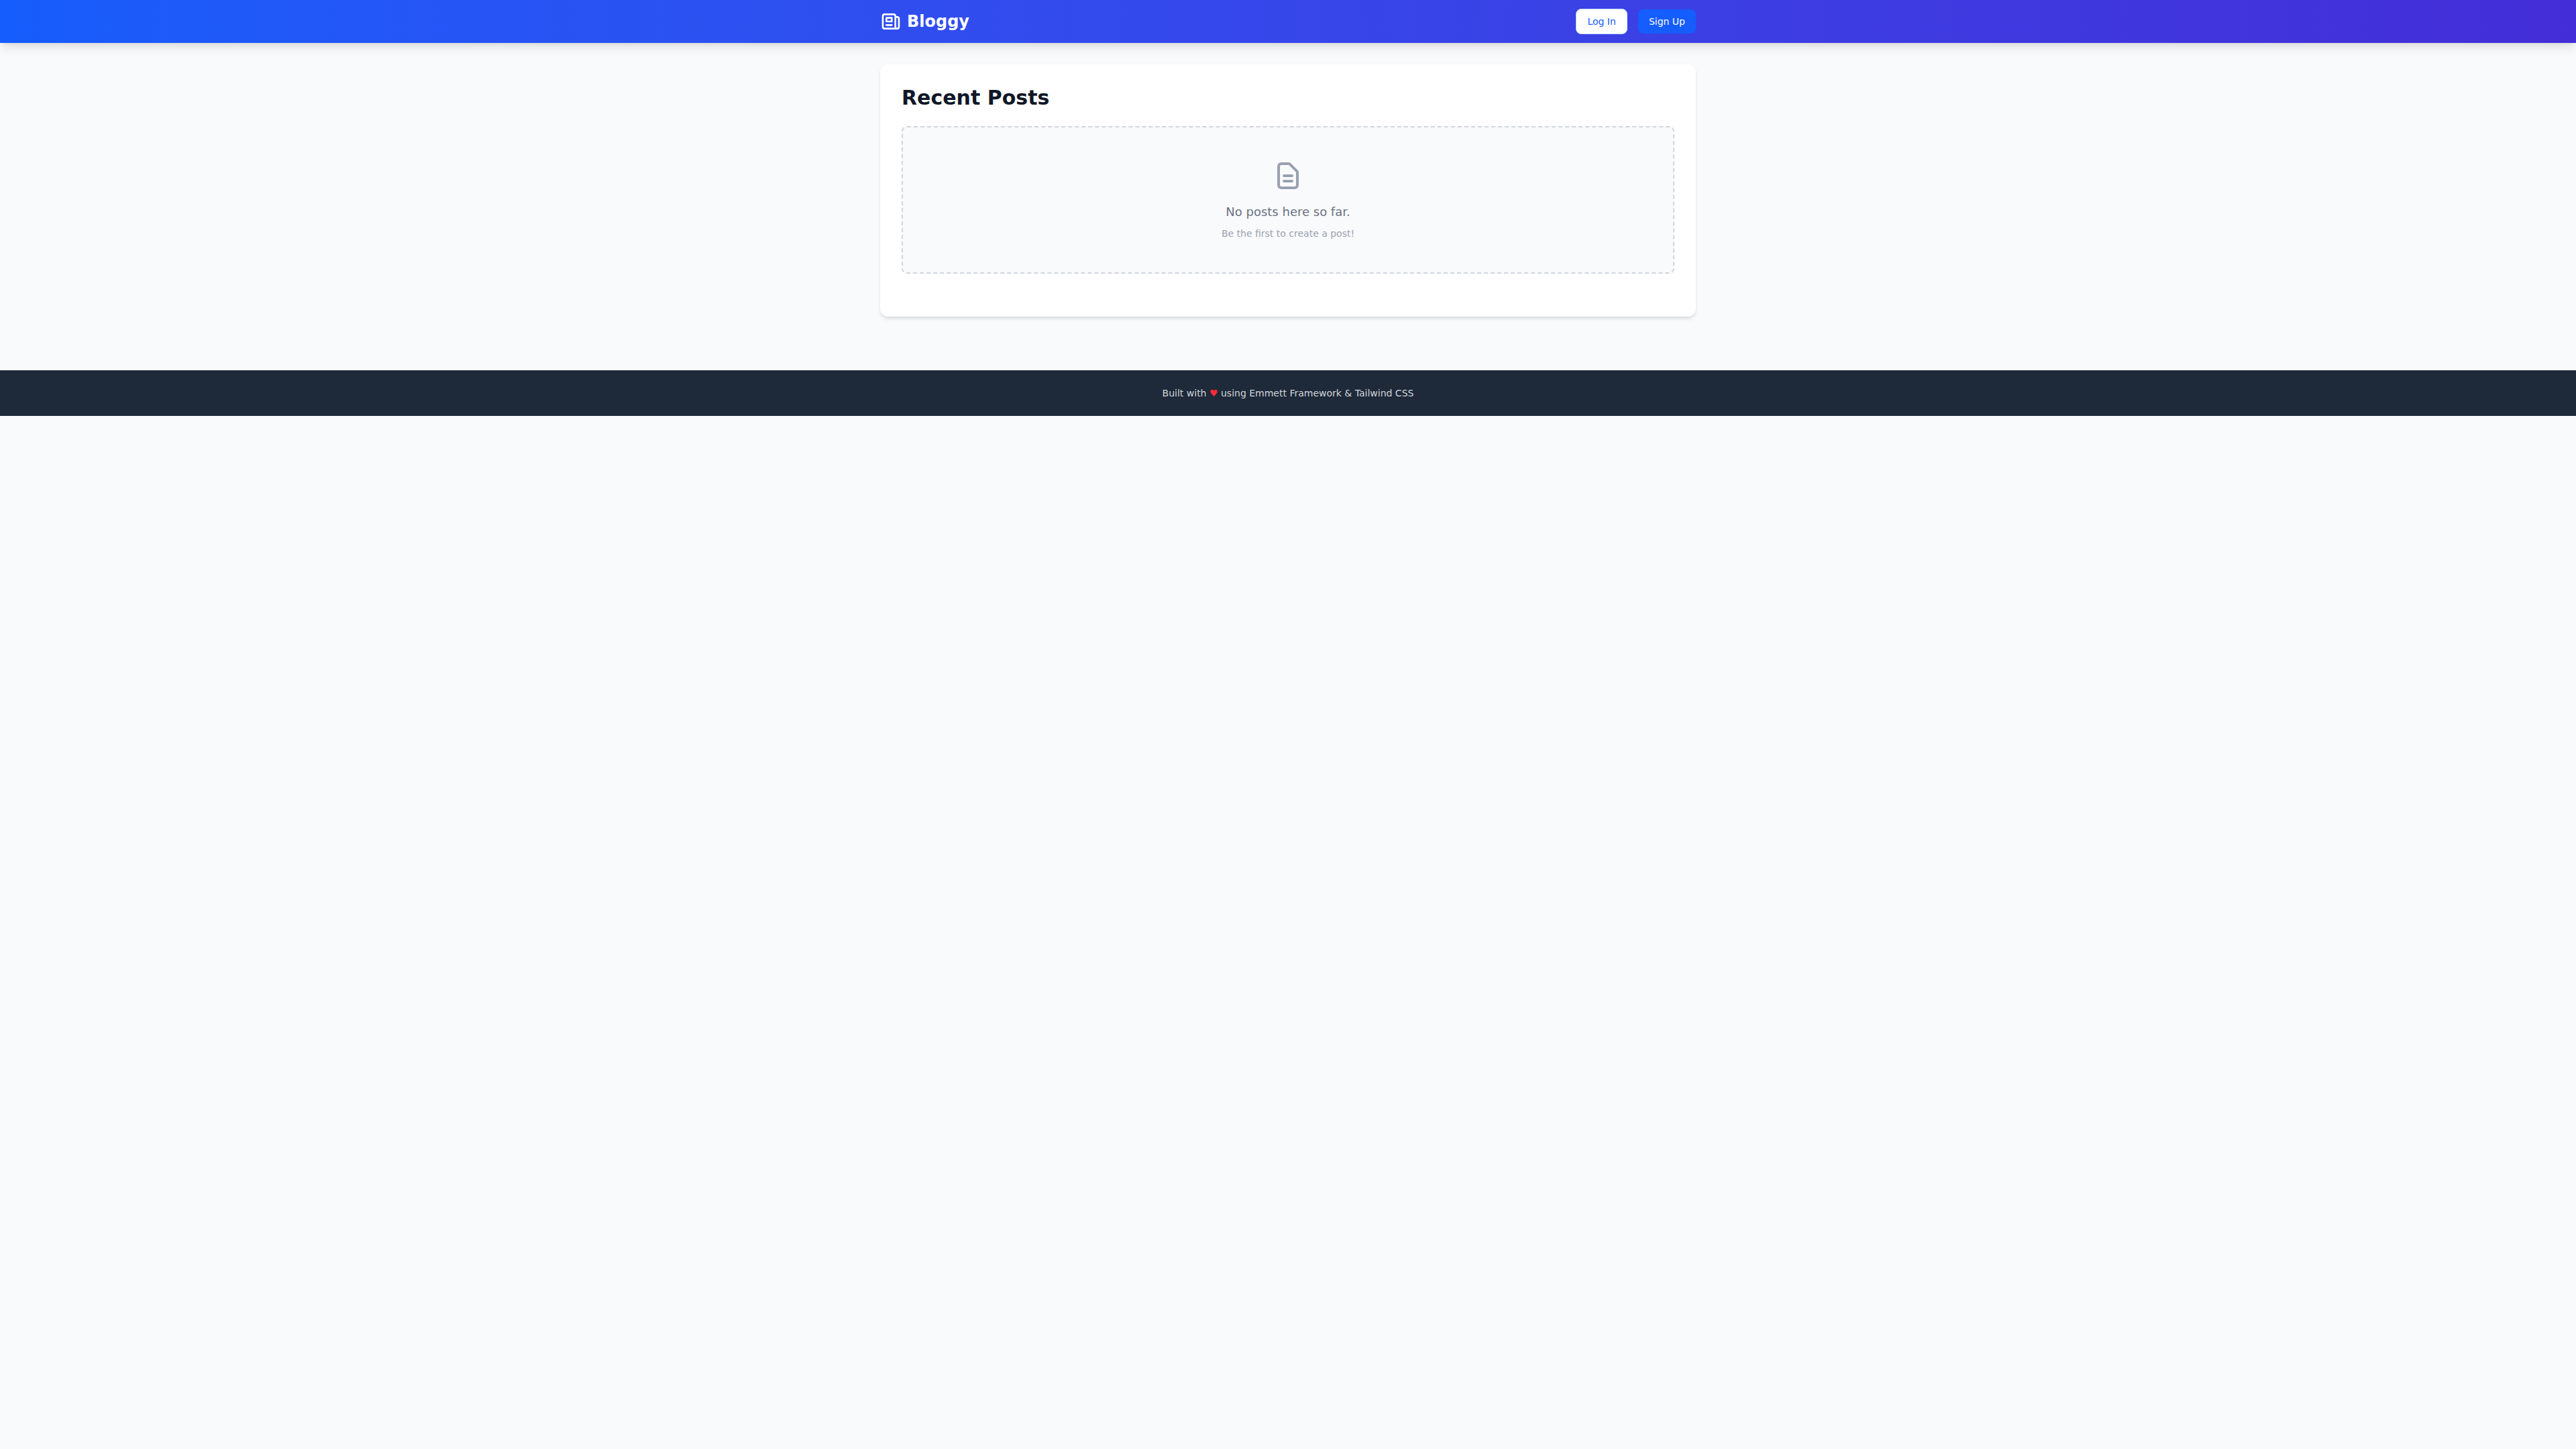 Bloggy
Log In
Sign Up
Recent Posts
No posts here so far.
Be the first to create a post!
Built with ♥ using Emmett Framework & Tailwind CSS